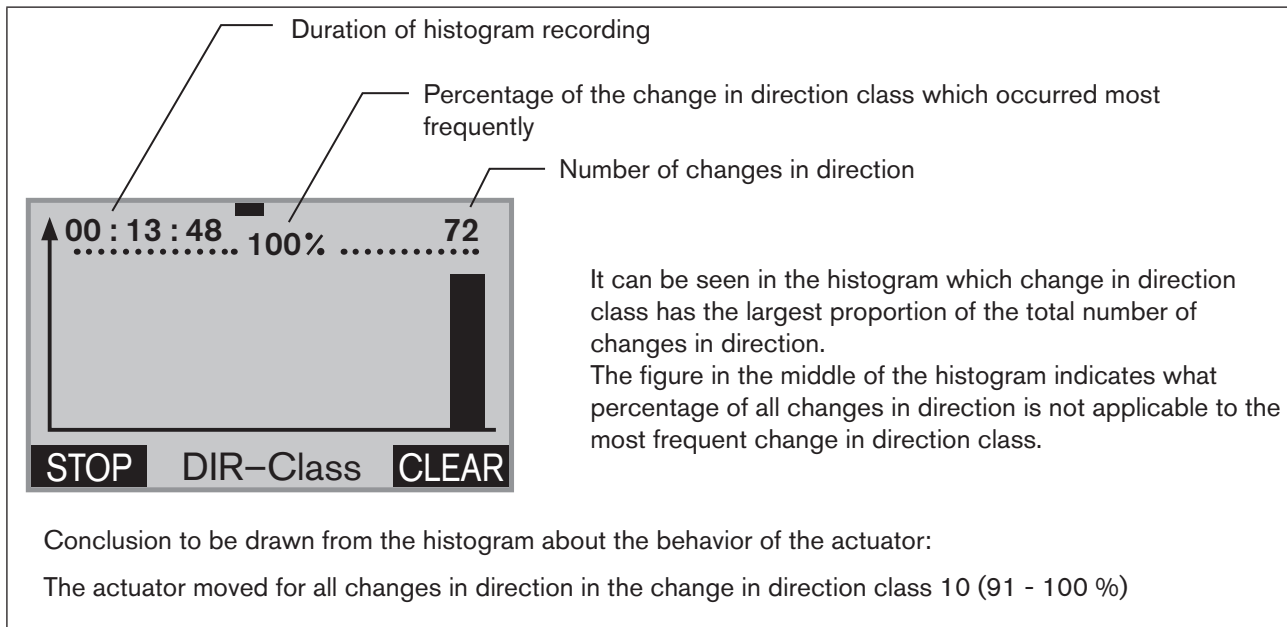 Duration of histogram recording
Percentage of the change in direction class which occurred most
frequently
Number of changes in direction
00 : 13 : 48
100%
72
It can be seen in the histogram which change in direction
class has the largest proportion of the total number of
changes in direction.
The figure in the middle of the histogram indicates what
percentage of all changes in direction is not applicable to the
most frequent change in direction class.
STOP DIR–Class CLEAR
Conclusion to be drawn from the histogram about the behavior of the actuator:
The actuator moved for all changes in direction in the change in direction class 10 (91 - 100 %)